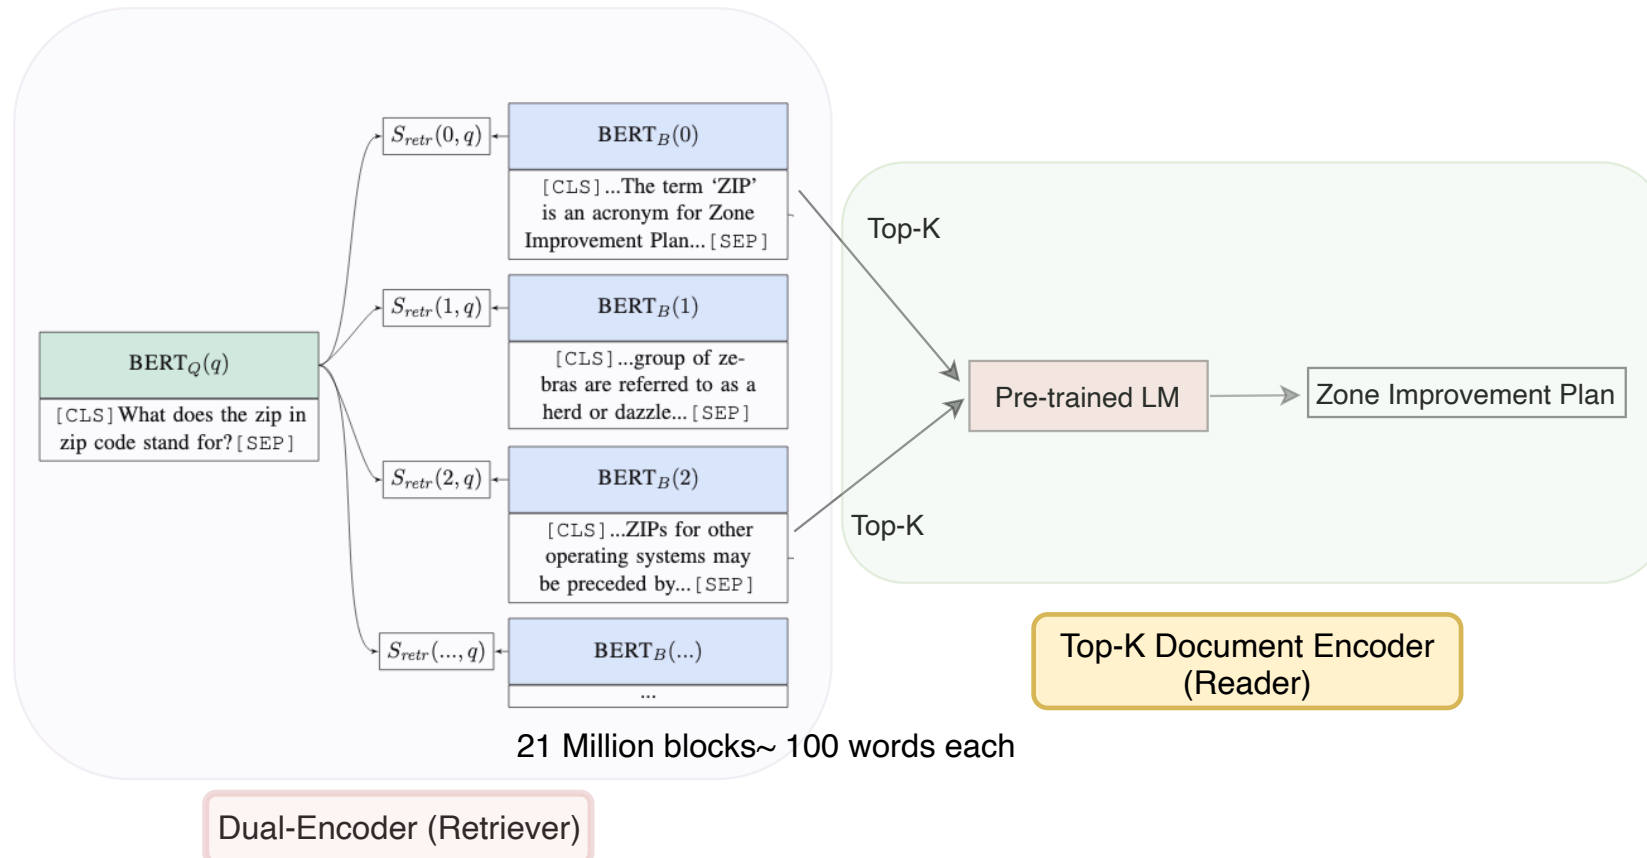 S_retr(0, q)
BERT_B(0)
[CLS]...The term ‘ZIP’
is an acronym for Zone
Improvement Plan...[SEP]
Top-K
S_retr(1, q)
BERT_B(1)
[CLS]...group of ze-
bras are referred to as a
herd or dazzle...[SEP]
BERT_Q(q)
[CLS]What does the zip in
zip code stand for?[SEP]
Pre-trained LM
Zone Improvement Plan
S_retr(2, q)
BERT_B(2)
[CLS]...ZIPs for other
operating systems may
be preceded by...[SEP]
Top-K
S_retr(..., q)
BERT_B(...)
...
Top-K Document Encoder
(Reader)
21 Million blocks~ 100 words each
Dual-Encoder (Retriever)